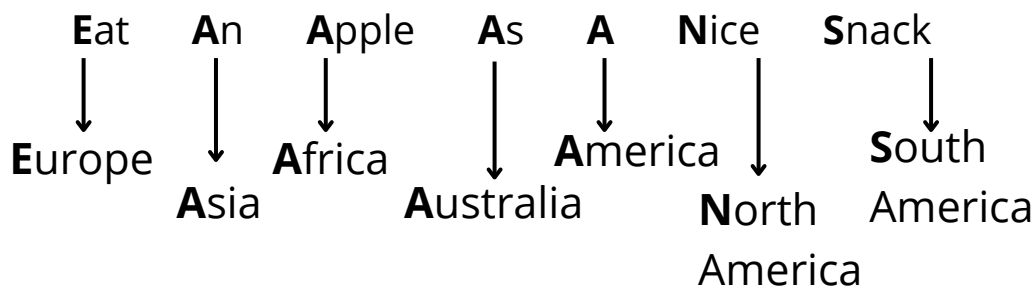 Eat An Apple As A Nice Snack
Europe Asia Africa Australia America North America South America